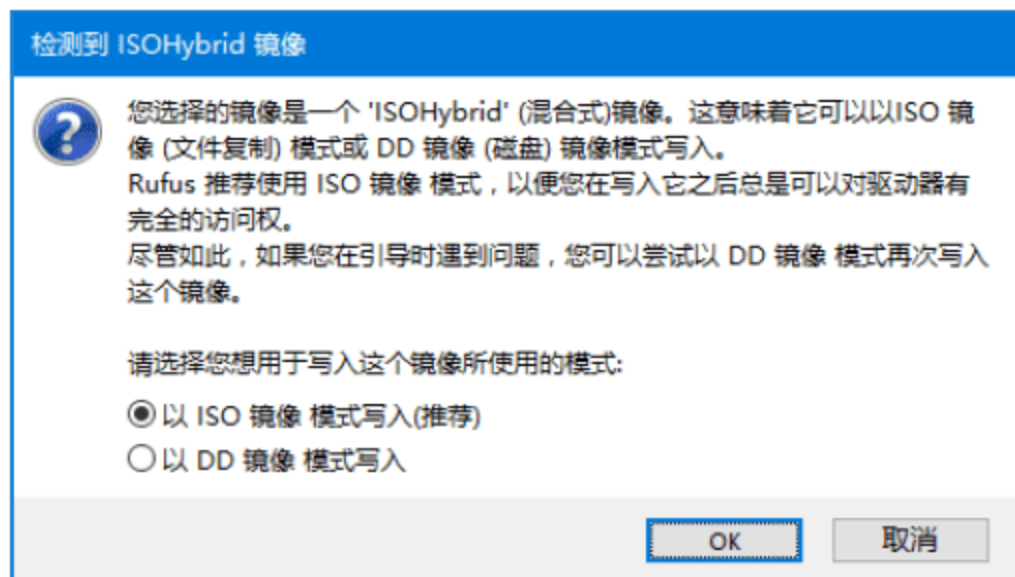 检测到 ISOHybrid 镜像
您选择的镜像是一个 'ISOHybrid' (混合式)镜像。这意味着它可以以ISO 镜
像 (文件复制) 模式或 DD 镜像 (磁盘) 镜像模式写入。
Rufus 推荐使用 ISO 镜像 模式，以便您在写入它之后总是可以对驱动器有
完全的访问权。
尽管如此，如果您在引导时遇到问题，您可以尝试以 DD 镜像 模式再次写入
这个镜像。
请选择您想用于写入这个镜像所使用的模式:
以 ISO 镜像 模式写入(推荐)
以 DD 镜像 模式写入
OK 取消